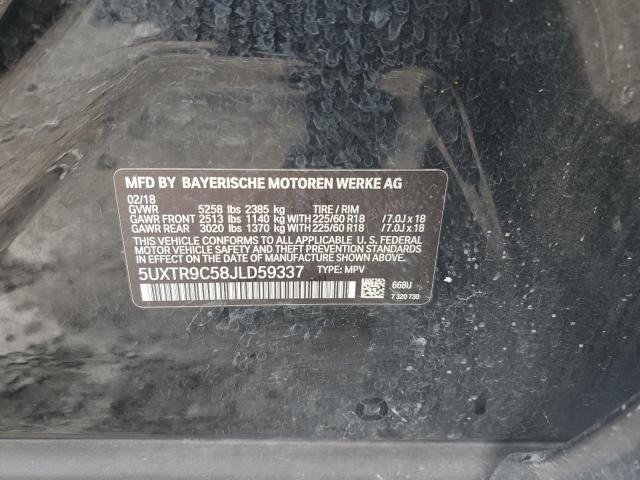 MFD BY BAYERISCHE MOTOREN WERKE AG
02/18
GVWR 5258 lbs 2385 kg TIRE / RIM
GAWR FRONT 2513 lbs 1140 kg WITH 225/60 R18 /7.0J x 18
GAWR REAR 3020 lbs 1370 kg WITH 225/60 R18 /7.0J x 18
THIS VEHICLE CONFORMS TO ALL APPLICABLE U. S. FEDERAL
MOTOR VEHICLE SAFETY, BUMPER, AND THEFT PREVENTION
STANDARDS IN EFFECT ON THE DATE OF MANUFACTURE SHOWN ABOVE.
5UXTR9C58JLD59337 TYPE: MPV
668U
7 320 730